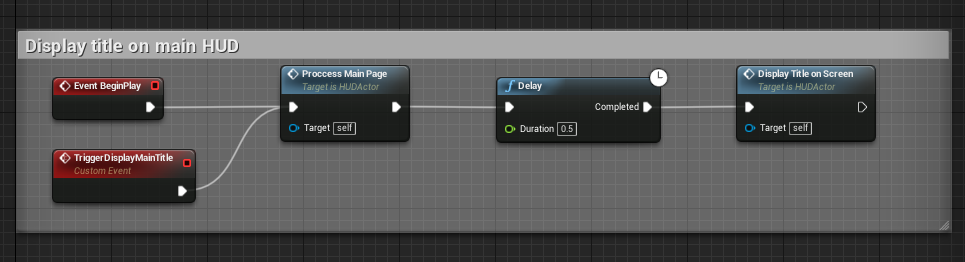 Display title on main HUD
Event BeginPlay
TriggerDisplayMainTitle
Custom Event
Proccess Main Page
Target is HUDActor
Target self
Delay
Completed
Duration 0.5
Display Title on Screen
Target is HUDActor
Target self